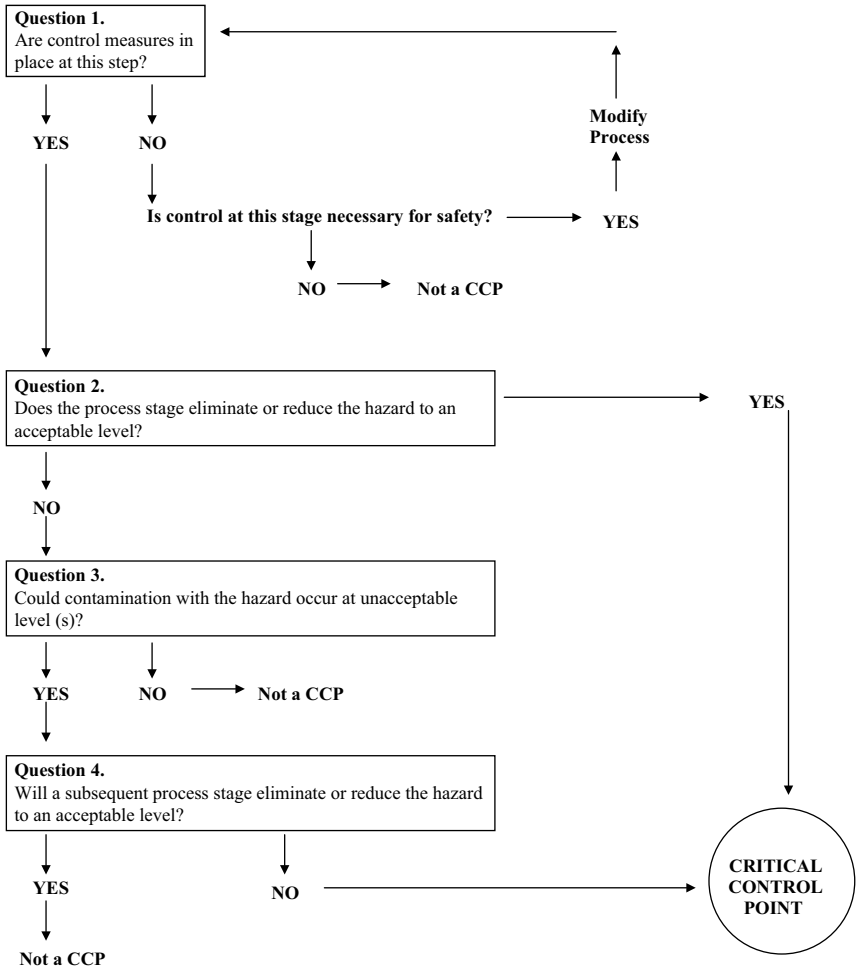 Question 1.
Are control measures in
place at this step?
YES
NO
Modify
Process
Is control at this stage necessary for safety?
YES
NO
Not a CCP
Question 2.
Does the process stage eliminate or reduce the hazard to an
acceptable level?
YES
NO
Question 3.
Could contamination with the hazard occur at unacceptable
level (s)?
YES
NO
Not a CCP
Question 4.
Will a subsequent process stage eliminate or reduce the hazard
to an acceptable level?
YES
NO
CRITICAL
CONTROL
POINT
Not a CCP